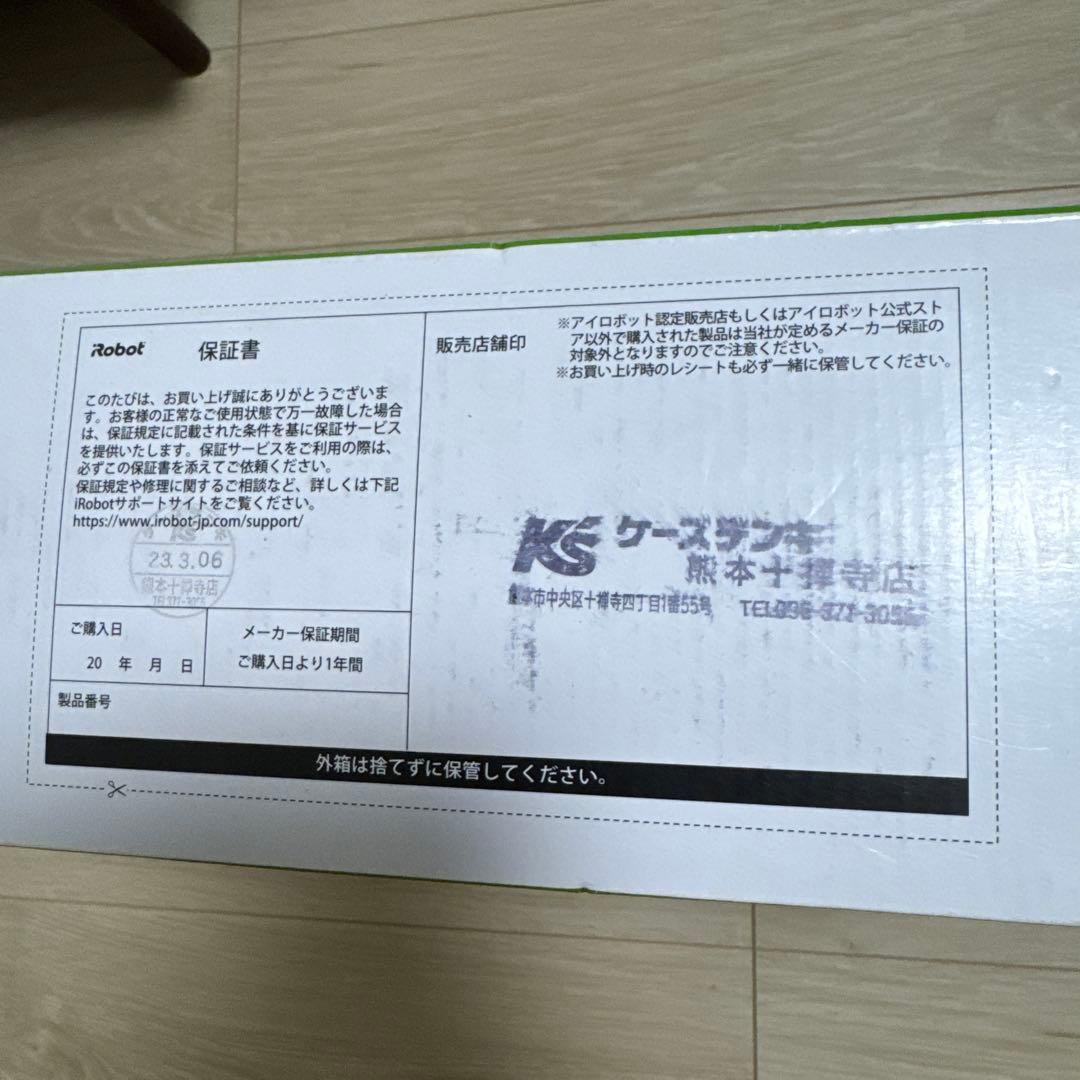 iRobot 保証書
このたびは、お買い上げ誠にありがとうございま
す。お客様の正常なご使用状態で万一故障した場合
は、保証規定に記載された条件を基に保証サービス
を提供いたします。保証サービスをご利用の際は、
必ずこの保証書を添えてご依頼ください。
保証規定や修理に関するご相談など、詳しくは下記
iRobotサポートサイトをご覧ください。
https://www.irobot-jp.com/support/
23.3.06
熊本十禅寺店
ご購入日
20 年 月 日
メーカー保証期間
ご購入日より1年間
製品番号
販売店舗印
※アイロボット認定販売店もしくはアイロボット公式スト
ア以外で購入された製品は当社が定めるメーカー保証の
対象外となりますのでご注意ください。
※お買い上げ時のレシートも必ず一緒に保管してください。
K's ケーズデンキ
熊本十禅寺店
本市中央区十禅寺四丁目1番55号 TEL096-377-
外箱は捨てずに保管してください。